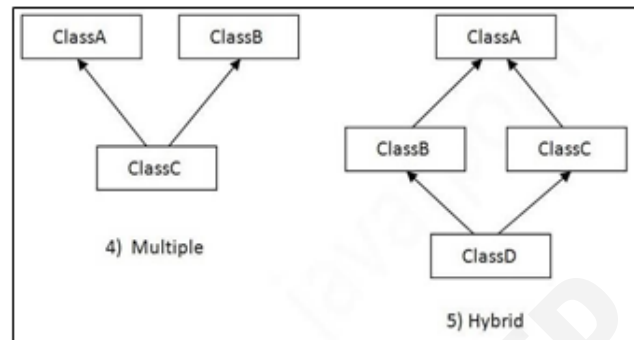 ClassA
ClassB
ClassC
4) Multiple
ClassA
ClassB
ClassC
ClassD
5) Hybrid